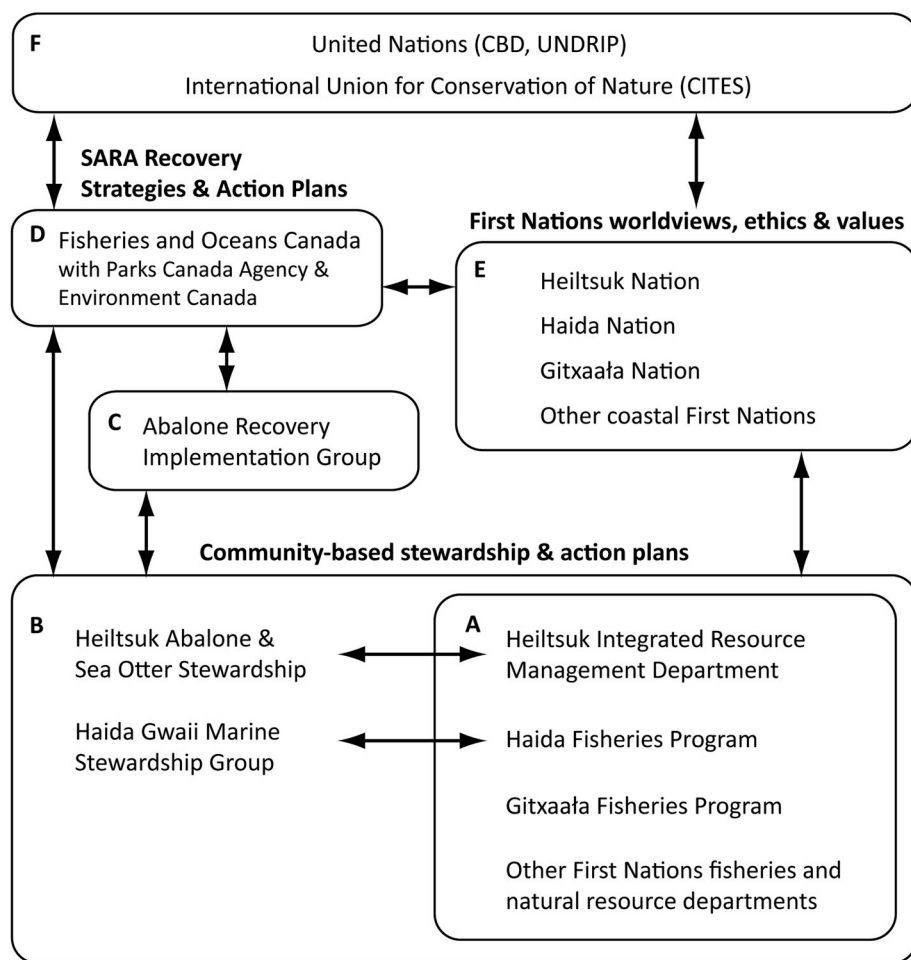 F
United Nations (CBD, UNDRIP)
International Union for Conservation of Nature (CITES)
SARA Recovery
Strategies & Action Plans
D
Fisheries and Oceans Canada
with Parks Canada Agency &
Environment Canada
First Nations worldviews, ethics & values
E
Heiltsuk Nation
Haida Nation
Gitxaała Nation
Other coastal First Nations
C
Abalone Recovery
Implementation Group
Community-based stewardship & action plans
B
Heiltsuk Abalone &
Sea Otter Stewardship
Haida Gwaii Marine
Stewardship Group
A
Heiltsuk Integrated Resource
Management Department
Haida Fisheries Program
Gitxaała Fisheries Program
Other First Nations fisheries and
natural resource departments